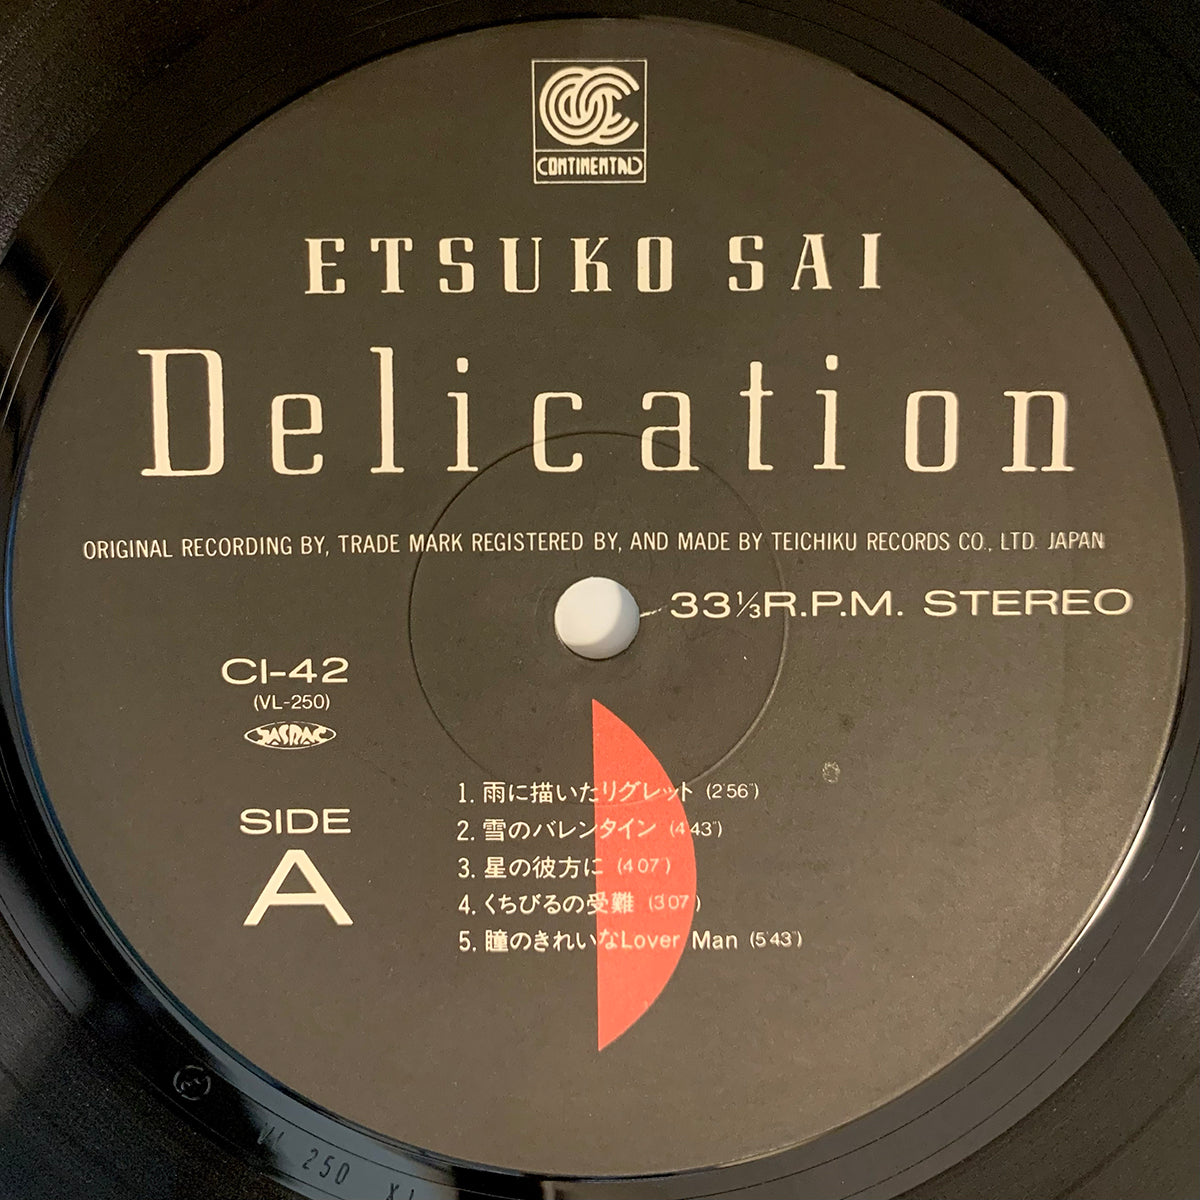 CONTINENTAL
ETSUKO SAI
Delication
ORIGINAL RECORDING BY, TRADE MARK REGISTERED BY, AND MADE BY TEICHIKU RECORDS CO., LTD. JAPAN
33⅓R.P.M. STEREO
CI-42
(VL-250)
JASRAC
SIDE
A
1. 雨に描いたリグレット (2'56")
2. 雪のバレンタイン (4'43")
3. 星の彼方に (4'07")
4. くちびるの受難 (3'07")
5. 瞳のきれいなLover Man (5'43")
VL 250